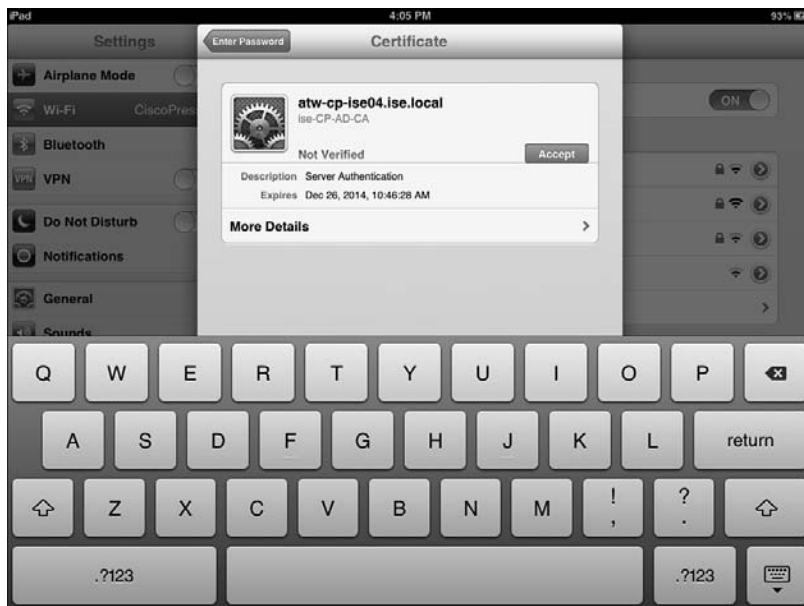 iPad 4:05 PM 93%
Settings Enter Password Certificate
Airplane Mode
Wi-Fi CiscoPres
Bluetooth
VPN VPN
Do Not Disturb
Notifications
General
Sounds
ON
atw-cp-ise04.ise.local
ise-CP-AD-CA
Not Verified Accept
Description Server Authentication
Expires Dec 26, 2014, 10:46:28 AM
More Details
Q W E R T Y U I O P
A S D F G H J K L return
Z X C V B N M ! , ? .
.?123 .?123